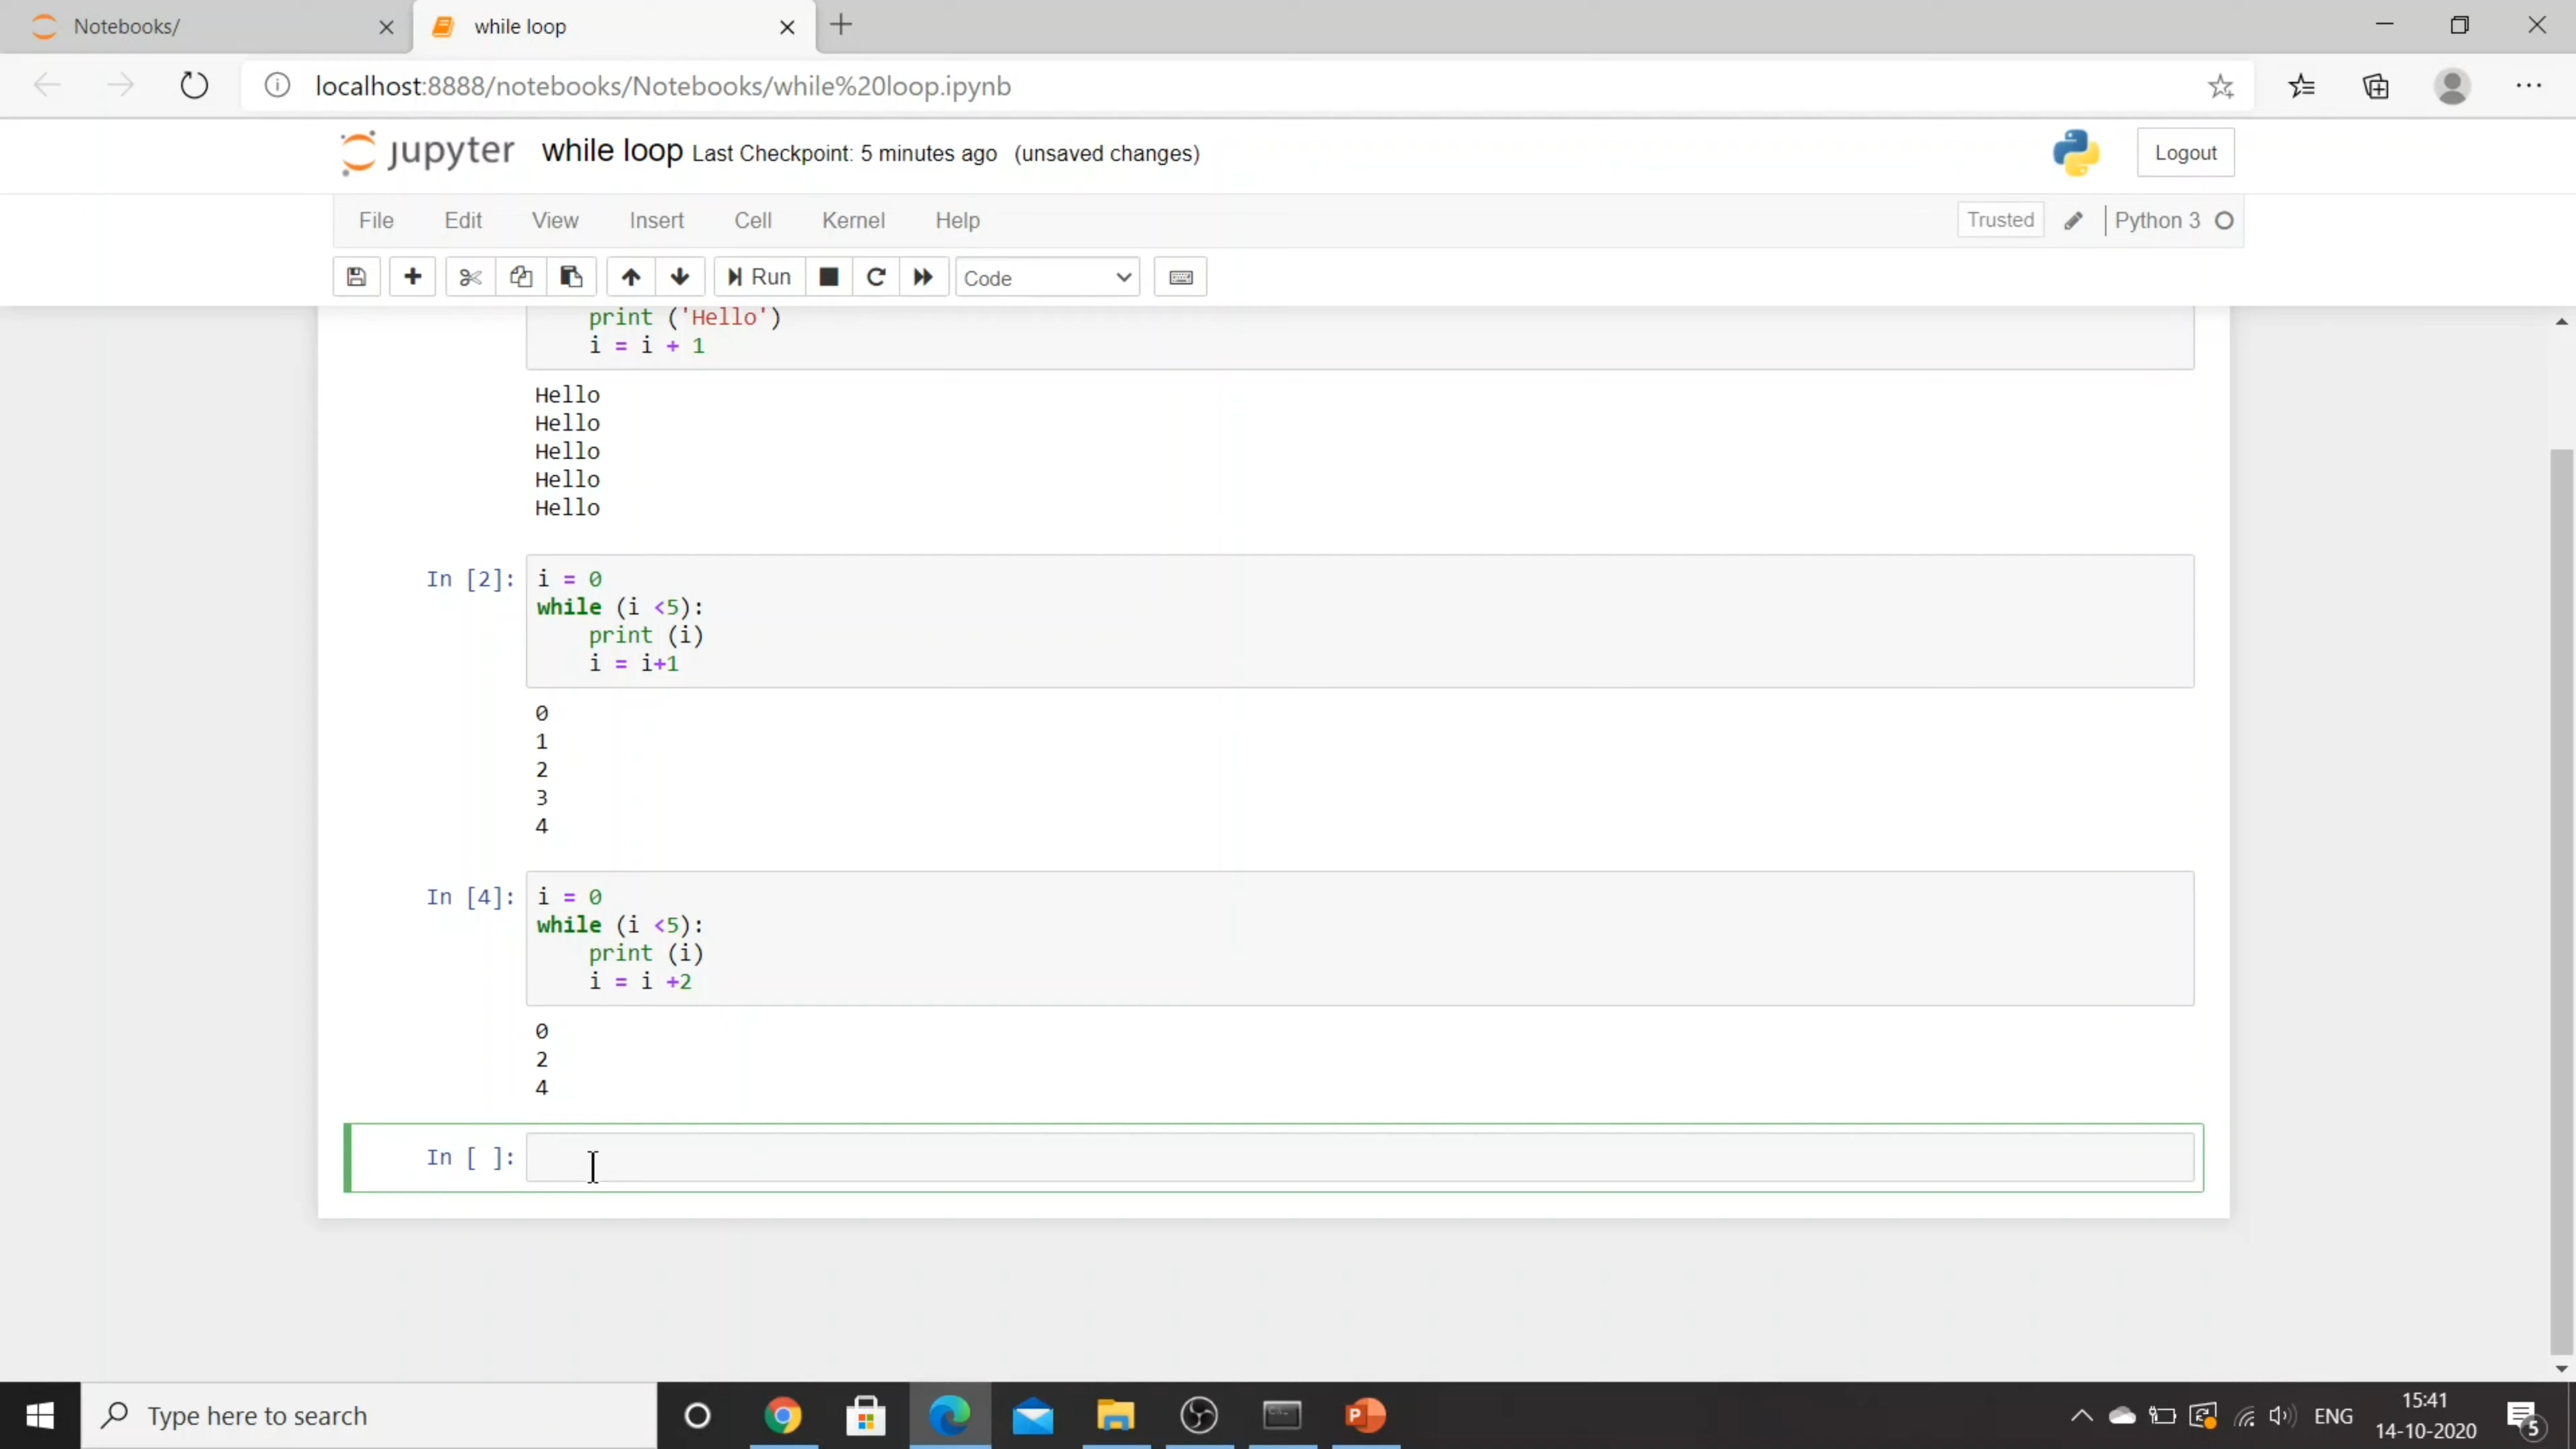 Notebooks/
while loop
localhost:8888/notebooks/Notebooks/while%20loop.ipynb
jupyter while loop Last Checkpoint: 5 minutes ago (unsaved changes)
Logout
File Edit View Insert Cell Kernel Help
Trusted Python 3
Run Code
print ('Hello')
i = i + 1
Hello
Hello
Hello
Hello
Hello
In [2]: i = 0
while (i <5):
print (i)
i = i+1
0
1
2
3
4
In [4]: i = 0
while (i <5):
print (i)
i = i +2
0
2
4
In [ ]:
Type here to search
ENG
15:41
14-10-2020
5